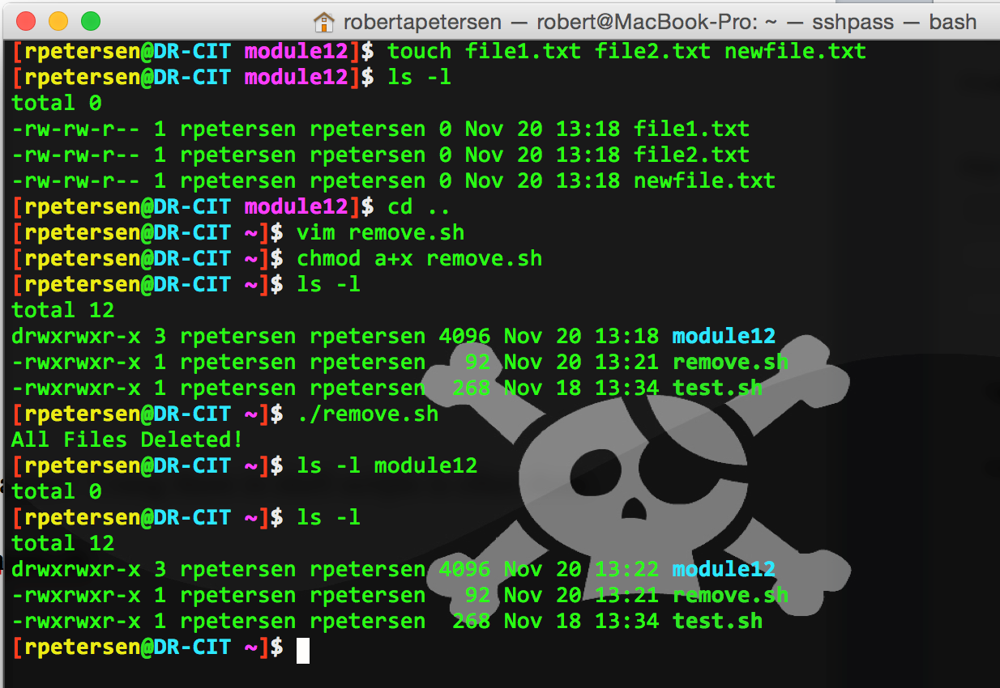 robertapetersen — robert@MacBook-Pro: ~ — sshpass — bash
[rpetersen@DR-CIT module12]$ touch file1.txt file2.txt newfile.txt
[rpetersen@DR-CIT module12]$ ls -l
total 0
-rw-rw-r-- 1 rpetersen rpetersen 0 Nov 20 13:18 file1.txt
-rw-rw-r-- 1 rpetersen rpetersen 0 Nov 20 13:18 file2.txt
-rw-rw-r-- 1 rpetersen rpetersen 0 Nov 20 13:18 newfile.txt
[rpetersen@DR-CIT module12]$ cd ..
[rpetersen@DR-CIT ~]$ vim remove.sh
[rpetersen@DR-CIT ~]$ chmod a+x remove.sh
[rpetersen@DR-CIT ~]$ ls -l
total 12
drwxrwxr-x 3 rpetersen rpetersen 4096 Nov 20 13:18 module12
-rwxrwxr-x 1 rpetersen rpetersen   92 Nov 20 13:21 remove.sh
-rwxrwxr-x 1 rpetersen rpetersen  268 Nov 18 13:34 test.sh
[rpetersen@DR-CIT ~]$ ./remove.sh
All Files Deleted!
[rpetersen@DR-CIT ~]$ ls -l module12
total 0
[rpetersen@DR-CIT ~]$ ls -l
total 12
drwxrwxr-x 3 rpetersen rpetersen 4096 Nov 20 13:22 module12
-rwxrwxr-x 1 rpetersen rpetersen   92 Nov 20 13:21 remove.sh
-rwxrwxr-x 1 rpetersen rpetersen  268 Nov 18 13:34 test.sh
[rpetersen@DR-CIT ~]$